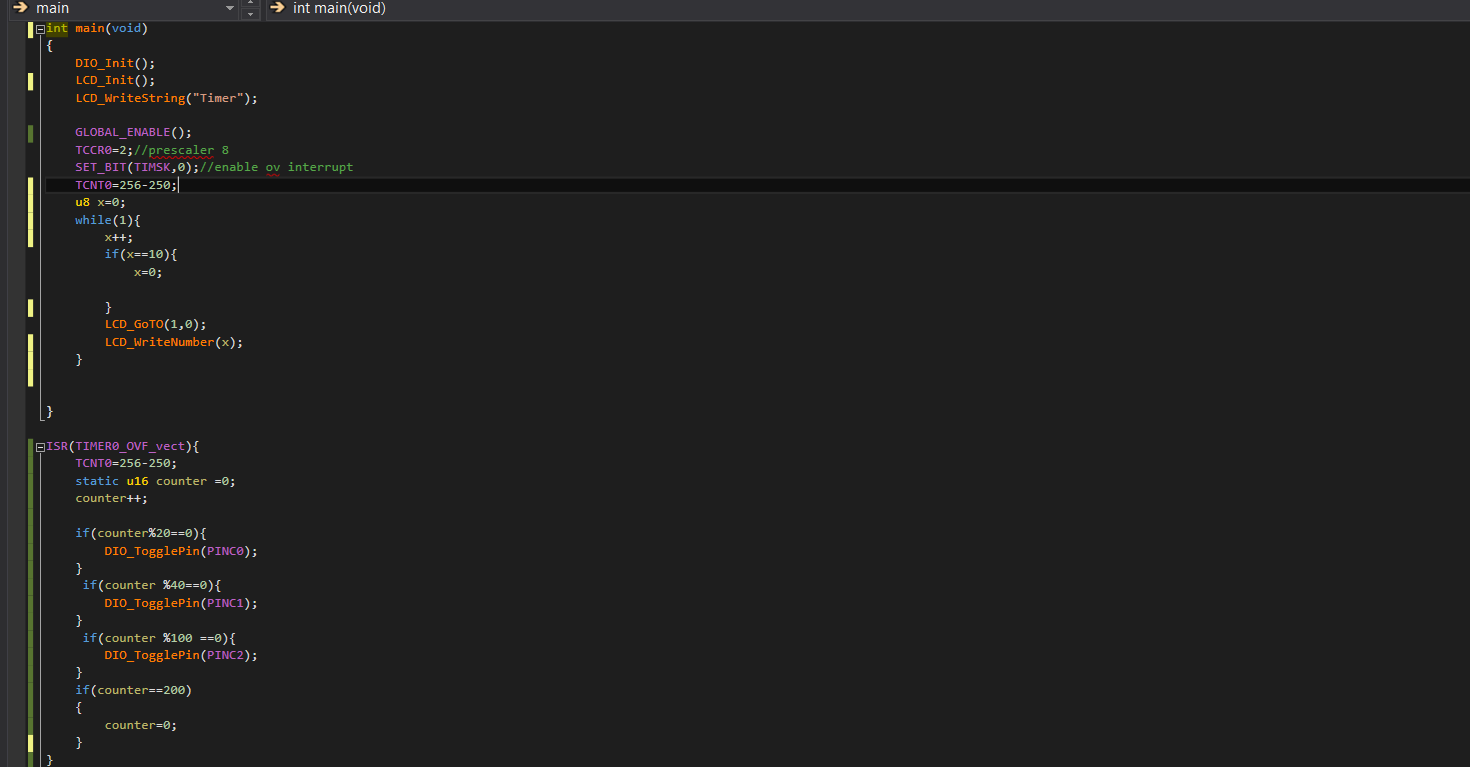 main int main(void)
int main(void)
{
DIO_Init();
LCD_Init();
LCD_WriteString("Timer");
GLOBAL_ENABLE();
TCCR0=2;//prescaler 8
SET_BIT(TIMSK,0);//enable ov interrupt
TCNT0=256-250;
u8 x=0;
while(1){
x++;
if(x==10){
x=0;
}
LCD_GoTO(1,0);
LCD_WriteNumber(x);
}
}
ISR(TIMER0_OVF_vect){
TCNT0=256-250;
static u16 counter =0;
counter++;
if(counter%20==0){
DIO_TogglePin(PINC0);
}
if(counter %40==0){
DIO_TogglePin(PINC1);
}
if(counter %100 ==0){
DIO_TogglePin(PINC2);
}
if(counter==200)
{
counter=0;
}
}